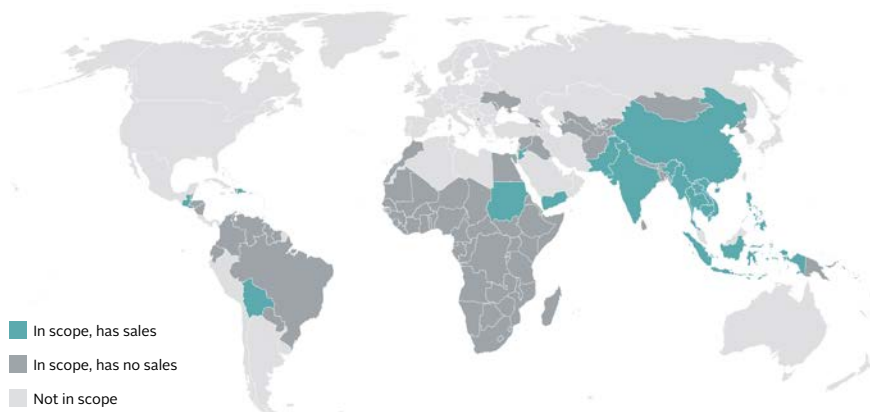 In scope, has sales
In scope, has no sales
Not in scope